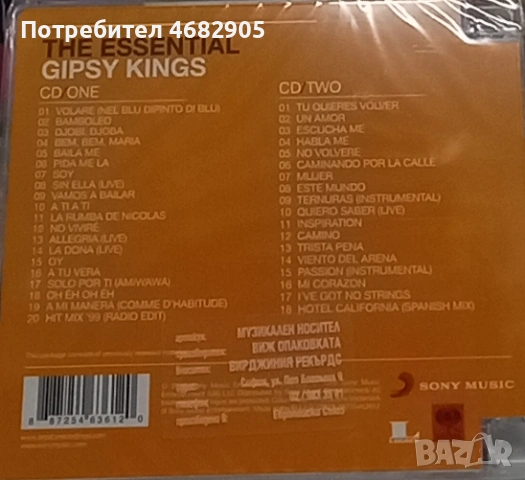 Потребител 4682905
THE ESSENTIAL
GIPSY KINGS
CD/ONE
01 VOLARE (NEL BLU DIPINTO DI BLU)
02 BAMBOLEO
03 DJOBI, DJOBA
04 BEM, BEM, MARIA
05 BAILA ME
06 PIDA ME LA
07 SOY
08 SIN ELLA (LIVE)
09 VAMOS A BAILAR
10 A TI A TI
11 LA RUMBA DE NICOLAS
12 NO VIVIRÉ
13 ALLEGRIA (LIVE)
14 LA DONA (LIVE)
15 OY
16 A TU VERA
17 SOLO POR TI (AMIWAWA)
18 OH EH OH EH
19 A MI MANERA (COMME D'HABITUDE)
20 HIT MIX '99 (RADIO EDIT)
CD/TWO
01 TU QUIERES VOLVER
02 UN AMOR
03 ESCUCHA ME
04 HABLA ME
05 NO VOLVERE
06 CAMINANDO POR LA CALLE
07 MUJER
08 ESTE MUNDO
09 TERNURAS (INSTRUMENTAL)
10 QUIERO SABER (LIVE)
11 INSPIRATION
12 CAMINO
13 TRISTA PENA
14 VIENTO DEL ARENA
15 PASSION (INSTRUMENTAL)
16 MI CORAZON
17 I'VE GOT NO STRINGS
18 HOTEL CALIFORNIA (SPANISH MIX)
МУЗИКАЛЕН НОСИТЕЛ
ВИЖ ОПАКОВКАТА
ВИРДЖИНИЯ РЕКЪРДС
8 87254 63612 0
SONY MUSIC
bazar.bg